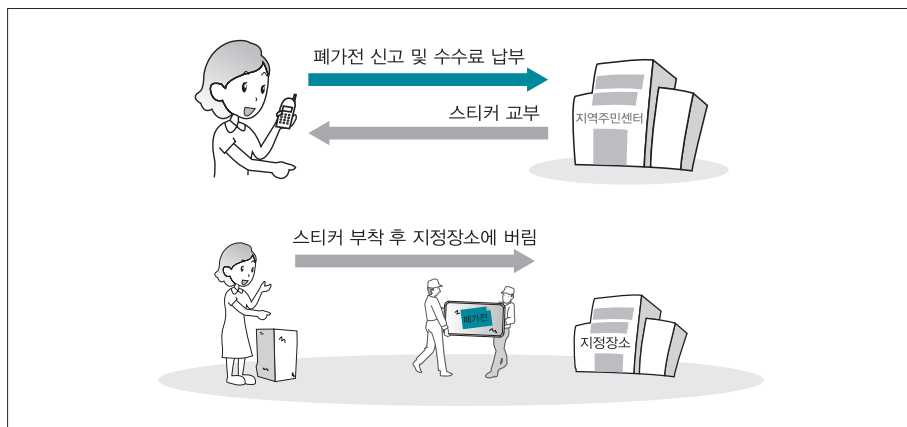 폐가전 신고 및 수수료 납부
스티커 교부
지역주민센터
스티커 부착 후 지정장소에 버림
폐가전
지정장소